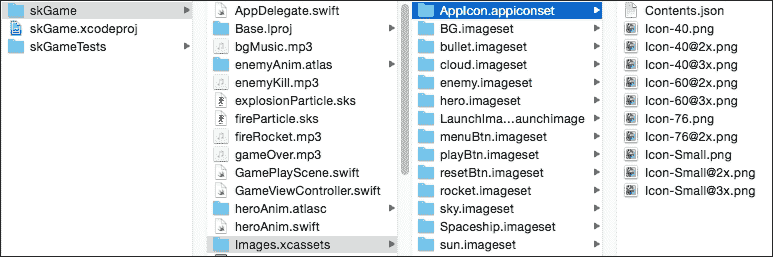 skGame
skGame.xcodeproj
skGameTests
AppDelegate.swift
Base.lproj
bgMusic.mp3
enemyAnim.atlas
enemyKill.mp3
explosionParticle.sks
fireParticle.sks
fireRocket.mp3
gameOver.mp3
GamePlayScene.swift
GameViewController.swift
heroAnim.atlasc
heroAnim.swift
Images.xcassets
AppIcon.appiconset
BG.imageset
bullet.imageset
cloud.imageset
enemy.imageset
hero.imageset
LaunchIma...aunchimage
menuBtn.imageset
playBtn.imageset
resetBtn.imageset
rocket.imageset
sky.imageset
Spaceship.imageset
sun.imageset
Contents.json
Icon-40.png
Icon-40@2x.png
Icon-40@3x.png
Icon-60@2x.png
Icon-60@3x.png
Icon-76.png
Icon-76@2x.png
Icon-Small.png
Icon-Small@2x.png
Icon-Small@3x.png